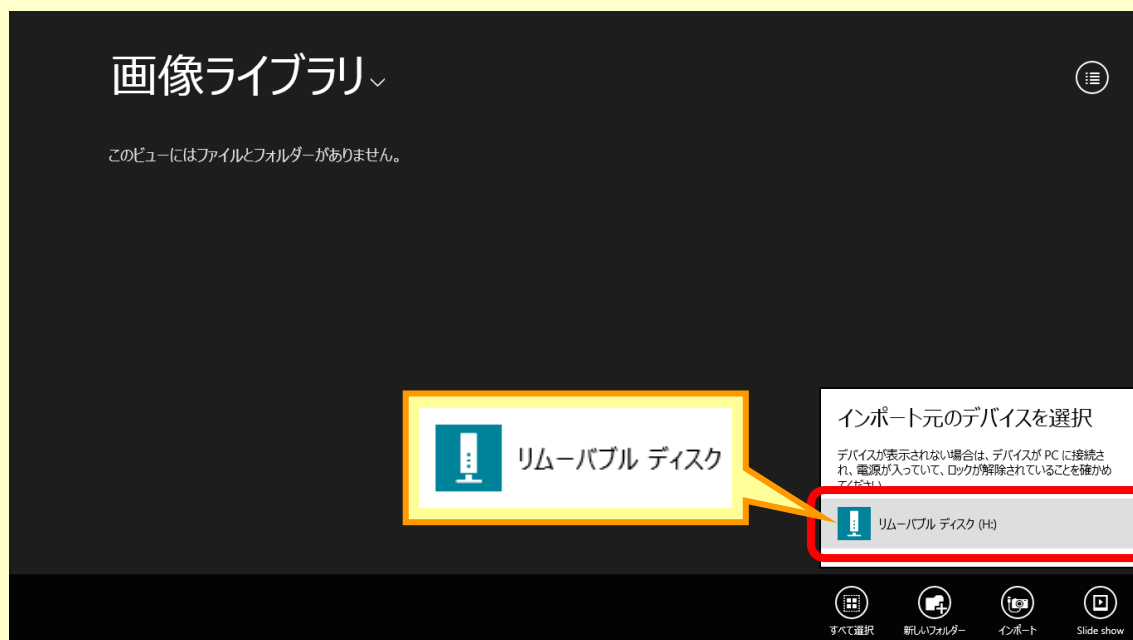 画像ライブラリ
このビューにはファイルとフォルダーがありません。
リムーバブル ディスク
インポート元のデバイスを選択
デバイスが表示されない場合は、デバイスが PC に接続さ
れ、電源が入っていて、ロックが解除されていることを確かめ
てください。
リムーバブル ディスク (H:)
すべて選択
新しいフォルダー
インポート
Slide show